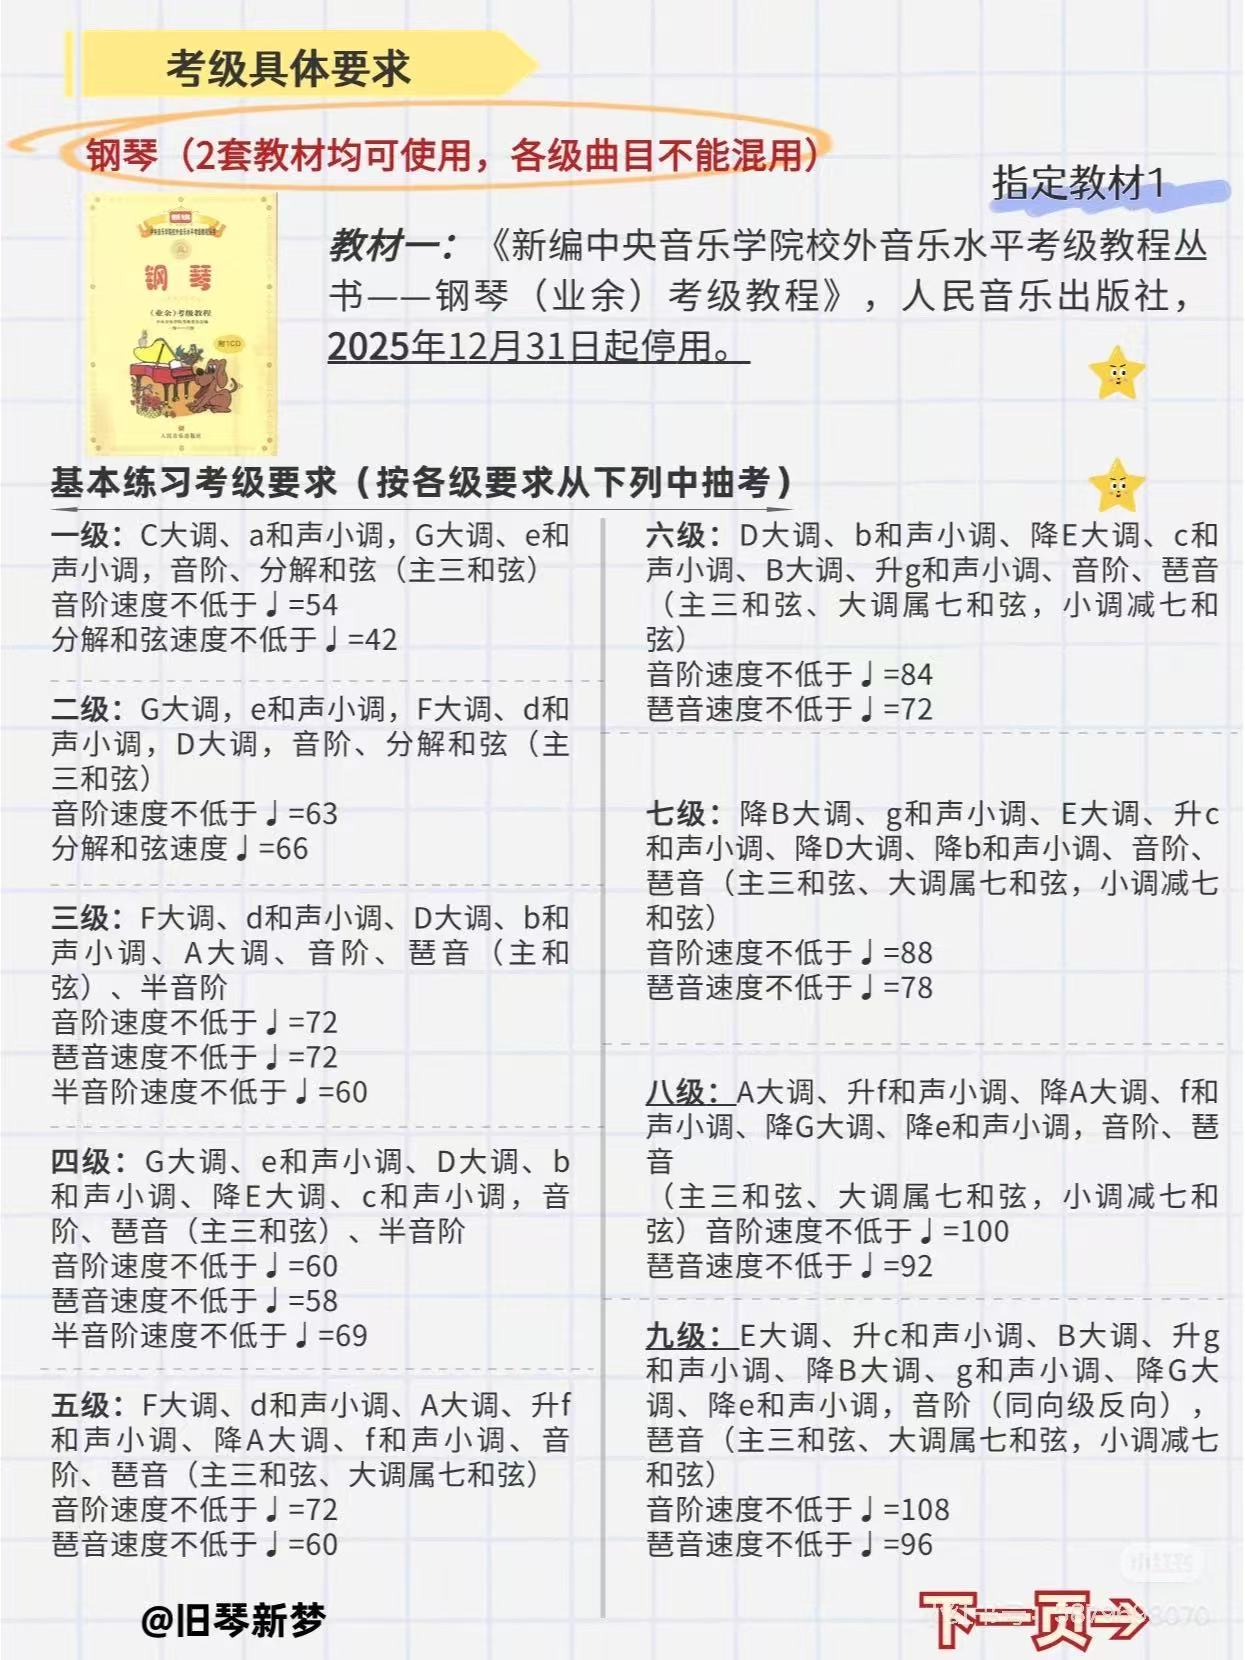 考级具体要求
钢琴（2套教材均可使用，各级曲目不能混用）
指定教材1
钢琴
（业余）考级教程
附1CD
人民音乐出版社
教材一：《新编中央音乐学院校外音乐水平考级教程丛
书——钢琴（业余）考级教程》，人民音乐出版社，
2025年12月31日起停用。
基本练习考级要求（按各级要求从下列中抽考）
一级：C大调、a和声小调，G大调、e和
声小调，音阶、分解和弦（主三和弦）
音阶速度不低于♩=54
分解和弦速度不低于♩=42
二级：G大调，e和声小调，F大调、d和
声小调，D大调，音阶、分解和弦（主
三和弦）
音阶速度不低于♩=63
分解和弦速度♩=66
三级：F大调、d和声小调、D大调、b和
声小调、A大调、音阶、琶音（主和
弦）、半音阶
音阶速度不低于♩=72
琶音速度不低于♩=72
半音阶速度不低于♩=60
四级：G大调、e和声小调、D大调、b
和声小调、降E大调、c和声小调，音
阶、琶音（主三和弦）、半音阶
音阶速度不低于♩=60
琶音速度不低于♩=58
半音阶速度不低于♩=69
五级：F大调、d和声小调、A大调、升f
和声小调、降A大调、f和声小调、音
阶、琶音（主三和弦、大调属七和弦）
音阶速度不低于♩=72
琶音速度不低于♩=60
六级：D大调、b和声小调、降E大调、c和
声小调、B大调、升g和声小调、音阶、琶音
（主三和弦、大调属七和弦，小调减七和
弦）
音阶速度不低于♩=84
琶音速度不低于♩=72
七级：降B大调、g和声小调、E大调、升c
和声小调、降D大调、降b和声小调、音阶、
琶音（主三和弦、大调属七和弦，小调减七
和弦）
音阶速度不低于♩=88
琶音速度不低于♩=78
八级：A大调、升f和声小调、降A大调、f和
声小调、降G大调、降e和声小调，音阶、琶
音
（主三和弦、大调属七和弦，小调减七和
弦）音阶速度不低于♩=100
琶音速度不低于♩=92
九级：E大调、升c和声小调、B大调、升g
和声小调、降B大调、g和声小调、降G大
调、降e和声小调，音阶（同向级反向），
琶音（主三和弦、大调属七和弦，小调减七
和弦）
音阶速度不低于♩=108
琶音速度不低于♩=96
@旧琴新梦
小红书
下一页→